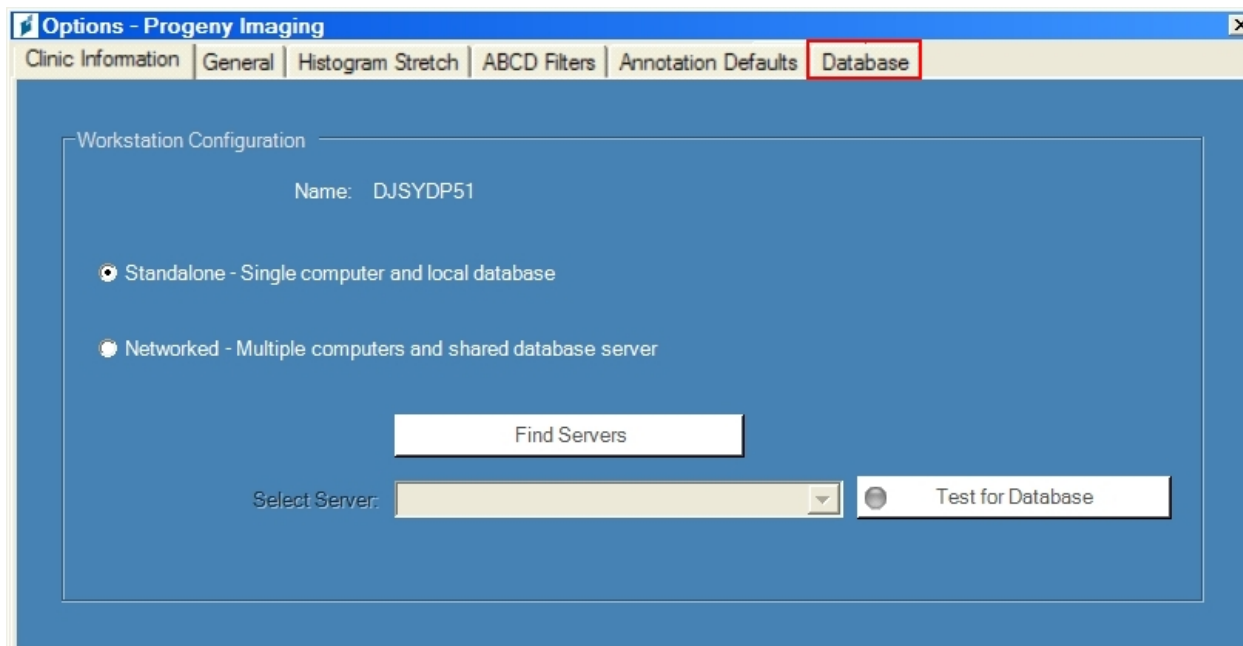 Options - Progeny Imaging
Clinic Information General Histogram Stretch ABCD Filters Annotation Defaults Database
Workstation Configuration
Name: DJSYDP51
Standalone - Single computer and local database
Networked - Multiple computers and shared database server
Find Servers
Select Server: Test for Database